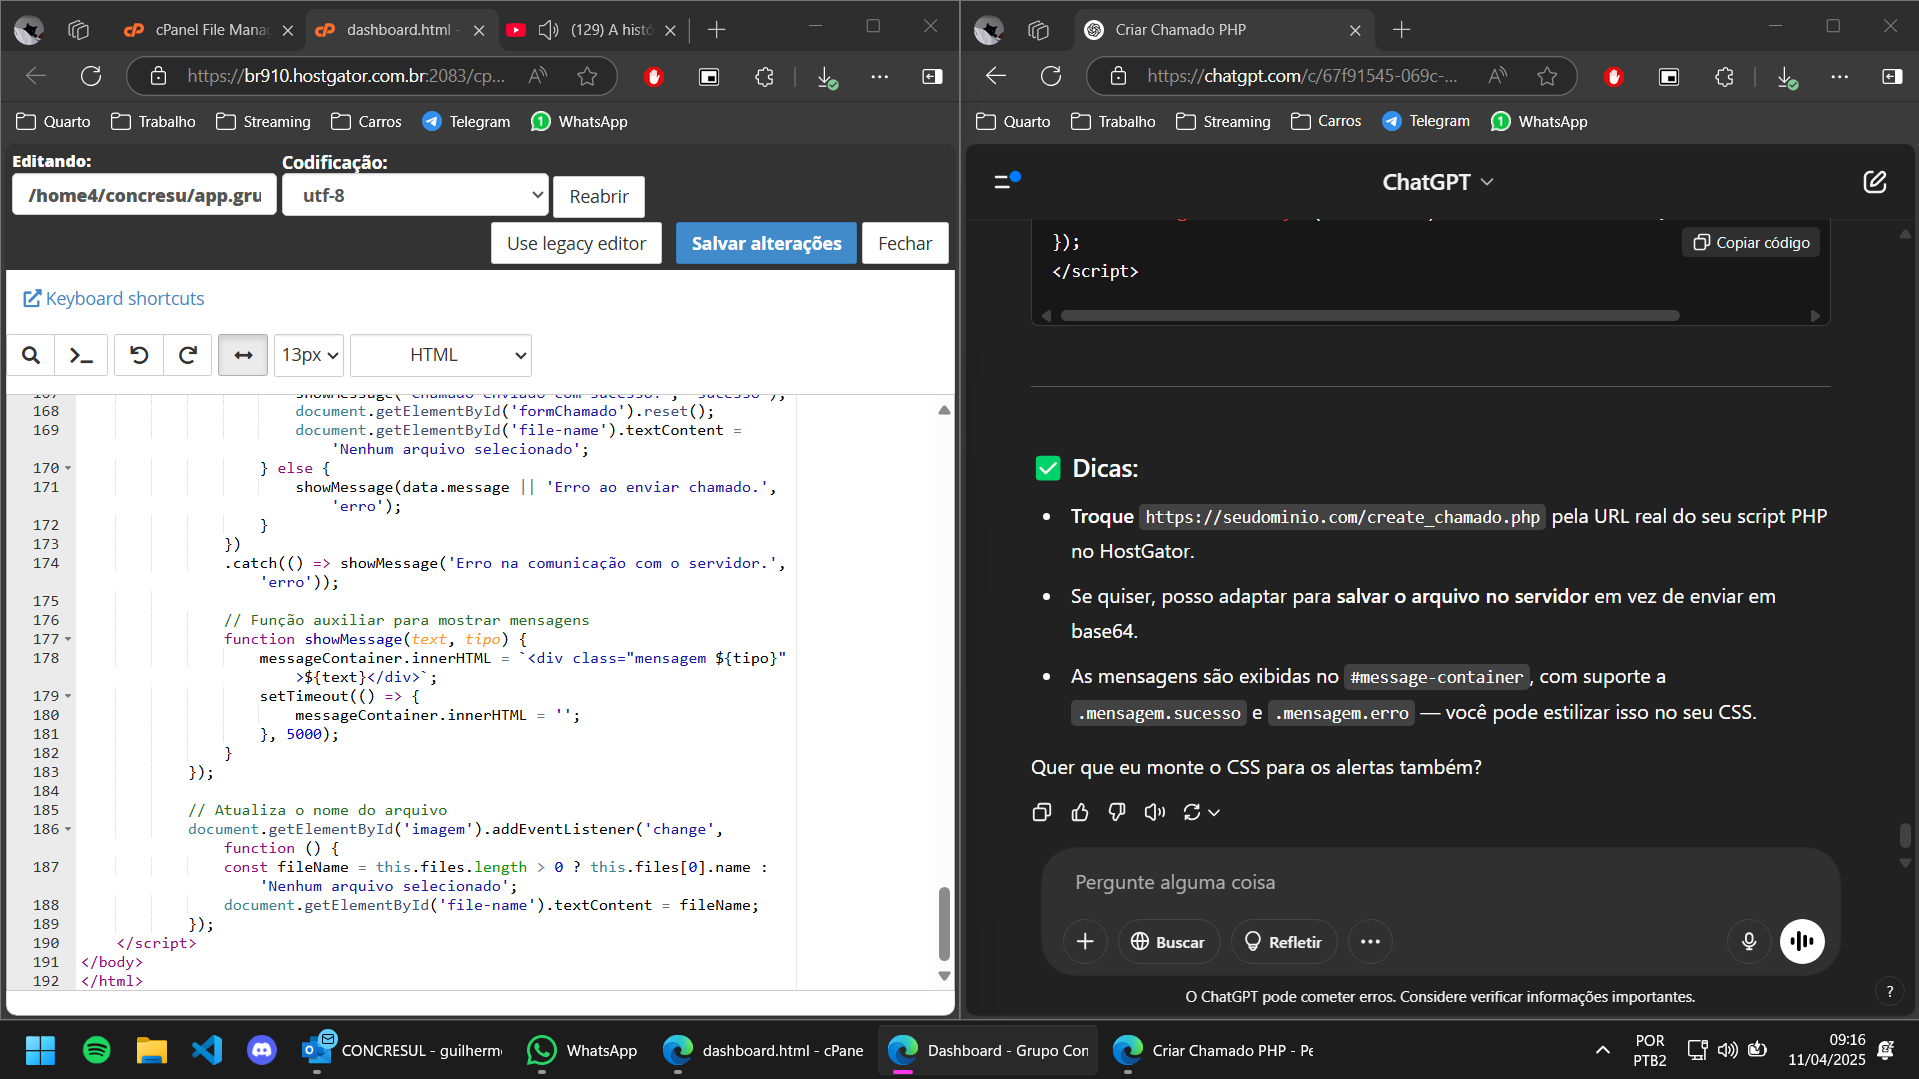 cPanel File Mana
dashboard.html -
(129) A histó
https://br910.hostgator.com.br:2083/cp...
Quarto
Trabalho
Streaming
Carros
Telegram
WhatsApp
Editando:
Codificação:
/home4/concresu/app.gru
utf-8
Reabrir
Use legacy editor
Salvar alterações
Fechar
Keyboard shortcuts
13px
HTML
168 document.getElementById('formChamado').reset();
169 document.getElementById('file-name').textContent =
'Nenhum arquivo selecionado';
170 } else {
171 showMessage(data.message || 'Erro ao enviar chamado.',
'erro');
172 }
173 })
174 .catch(() => showMessage('Erro na comunicação com o servidor.',
'erro'));
175
176 // Função auxiliar para mostrar mensagens
177 function showMessage(text, tipo) {
178 messageContainer.innerHTML = `<div class="mensagem ${tipo}"
>${text}</div>`;
179 setTimeout(() => {
180 messageContainer.innerHTML = '';
181 }, 5000);
182 }
183 });
184
185 // Atualiza o nome do arquivo
186 document.getElementById('imagem').addEventListener('change',
function () {
187 const fileName = this.files.length > 0 ? this.files[0].name :
'Nenhum arquivo selecionado';
188 document.getElementById('file-name').textContent = fileName;
189 });
190 </script>
191 </body>
192 </html>
Criar Chamado PHP
https://chatgpt.com/c/67f91545-069c-...
Quarto
Trabalho
Streaming
Carros
Telegram
WhatsApp
ChatGPT
});
Copiar código
</script>
Dicas:
Troque https://seudominio.com/create_chamado.php pela URL real do seu script PHP
no HostGator.
Se quiser, posso adaptar para salvar o arquivo no servidor em vez de enviar em
base64.
As mensagens são exibidas no #message-container, com suporte a
.mensagem.sucesso e .mensagem.erro — você pode estilizar isso no seu CSS.
Quer que eu monte o CSS para os alertas também?
Pergunte alguma coisa
Buscar
Refletir
O ChatGPT pode cometer erros. Considere verificar informações importantes.
?
CONCRESUL - guilherm
WhatsApp
dashboard.html - cPane
Dashboard - Grupo Con
Criar Chamado PHP - Pe
POR
PTB2
09:16
11/04/2025